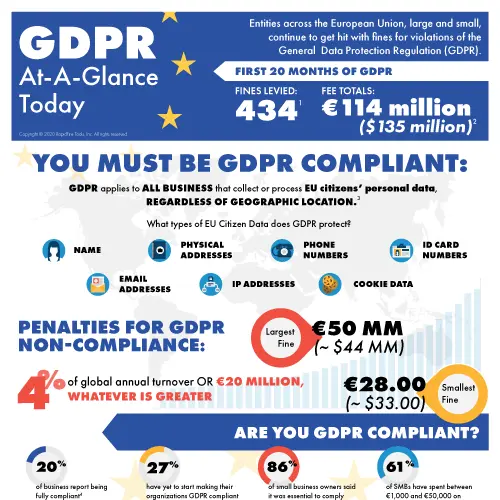 GDPR
At-A-Glance
Today
Copyright © 2020 RapidFire Tools, Inc. All rights reserved.
Entities across the European Union, large and small,
continue to get hit with fines for violations of the
General Data Protection Regulation (GDPR).
FIRST 20 MONTHS OF GDPR
FINES LEVIED:
434¹
FEE TOTALS:
€114 million
($135 million)²
YOU MUST BE GDPR COMPLIANT:
GDPR applies to ALL BUSINESS that collect or process EU citizens’ personal data,
REGARDLESS OF GEOGRAPHIC LOCATION.³
What types of EU Citizen Data does GDPR protect?
NAME
PHYSICAL
ADDRESSES
PHONE
NUMBERS
ID CARD
NUMBERS
EMAIL
ADDRESSES
IP ADDRESSES
COOKIE DATA
PENALTIES FOR GDPR
NON-COMPLIANCE:
Largest
Fine
€50 MM
(~ $44 MM)
4% of global annual turnover OR €20 MILLION,
WHATEVER IS GREATER
€28.00
(~ $33.00)
Smallest
Fine
ARE YOU GDPR COMPLIANT?
20%
of business report being
fully compliant⁴
27%
have yet to start making their
organizations GDPR compliant
86%
of small business owners said
it was essential to comply
61%
of SMBs have spent between
€1,000 and €50,000 on